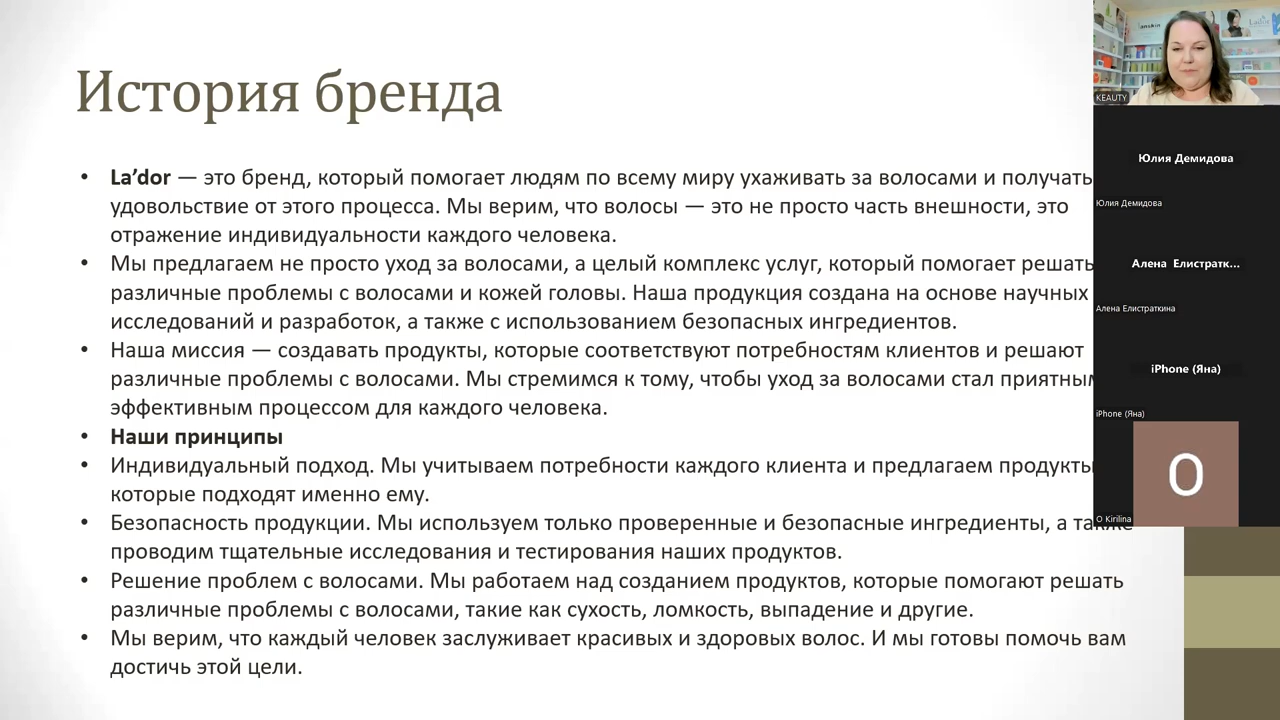 История бренда
• La’dor — это бренд, который помогает людям по всему миру ухаживать за волосами и получать
удовольствие от этого процесса. Мы верим, что волосы — это не просто часть внешности, это
отражение индивидуальности каждого человека.
• Мы предлагаем не просто уход за волосами, а целый комплекс услуг, который помогает решать
различные проблемы с волосами и кожей головы. Наша продукция создана на основе научных
исследований и разработок, а также с использованием безопасных ингредиентов.
• Наша миссия — создавать продукты, которые соответствуют потребностям клиентов и решают
различные проблемы с волосами. Мы стремимся к тому, чтобы уход за волосами стал
эффективным процессом для каждого человека.
• Наши принципы
• Индивидуальный подход. Мы учитываем потребности каждого клиента и предлагаем продукты
которые подходят именно ему.
• Безопасность продукции. Мы используем только проверенные и безопасные ингредиенты, а также
проводим тщательные исследования и тестирования наших продуктов.
• Решение проблем с волосами. Мы работаем над созданием продуктов, которые помогают решать
различные проблемы с волосами, такие как сухость, ломкость, выпадение и другие.
• Мы верим, что каждый человек заслуживает красивых и здоровых волос. И мы готовы помочь вам
достичь этой цели.
Lador
KEAUTY
Юлия Демидова
Юлия Демидова
Алена Елистратк...
Алена Елистраткина
iPhone (Яна)
iPhone (Яна)
O
O Kirilina